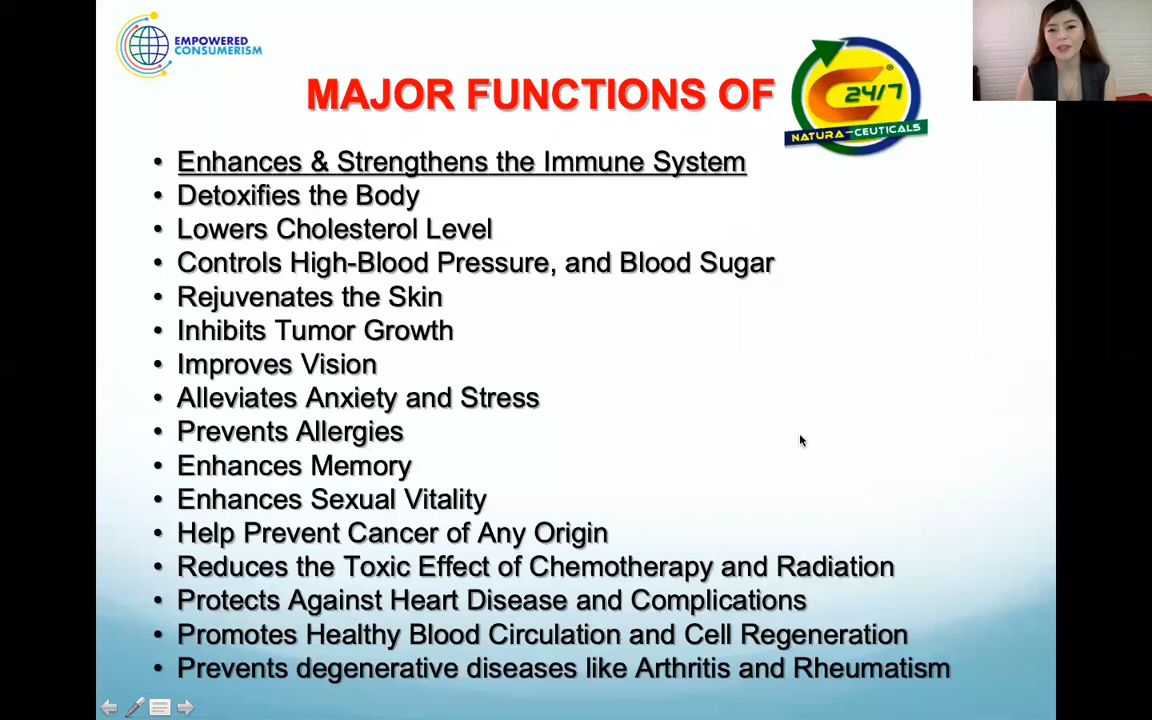 EMPOWERED
CONSUMERISM
MAJOR FUNCTIONS OF
C 24/7
®
NATURA-CEUTICALS
• Enhances & Strengthens the Immune System
• Detoxifies the Body
• Lowers Cholesterol Level
• Controls High-Blood Pressure, and Blood Sugar
• Rejuvenates the Skin
• Inhibits Tumor Growth
• Improves Vision
• Alleviates Anxiety and Stress
• Prevents Allergies
• Enhances Memory
• Enhances Sexual Vitality
• Help Prevent Cancer of Any Origin
• Reduces the Toxic Effect of Chemotherapy and Radiation
• Protects Against Heart Disease and Complications
• Promotes Healthy Blood Circulation and Cell Regeneration
• Prevents degenerative diseases like Arthritis and Rheumatism